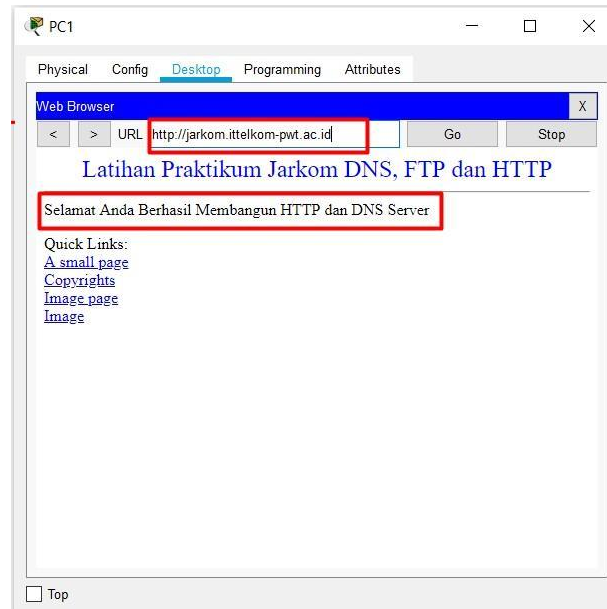 PC1
Physical Config Desktop Programming Attributes
Web Browser X
< > URL http://jarkom.ittelkom-pwt.ac.id Go Stop
Latihan Praktikum Jarkom DNS, FTP dan HTTP
Selamat Anda Berhasil Membangun HTTP dan DNS Server
Quick Links:
A small page
Copyrights
Image page
Image
Top